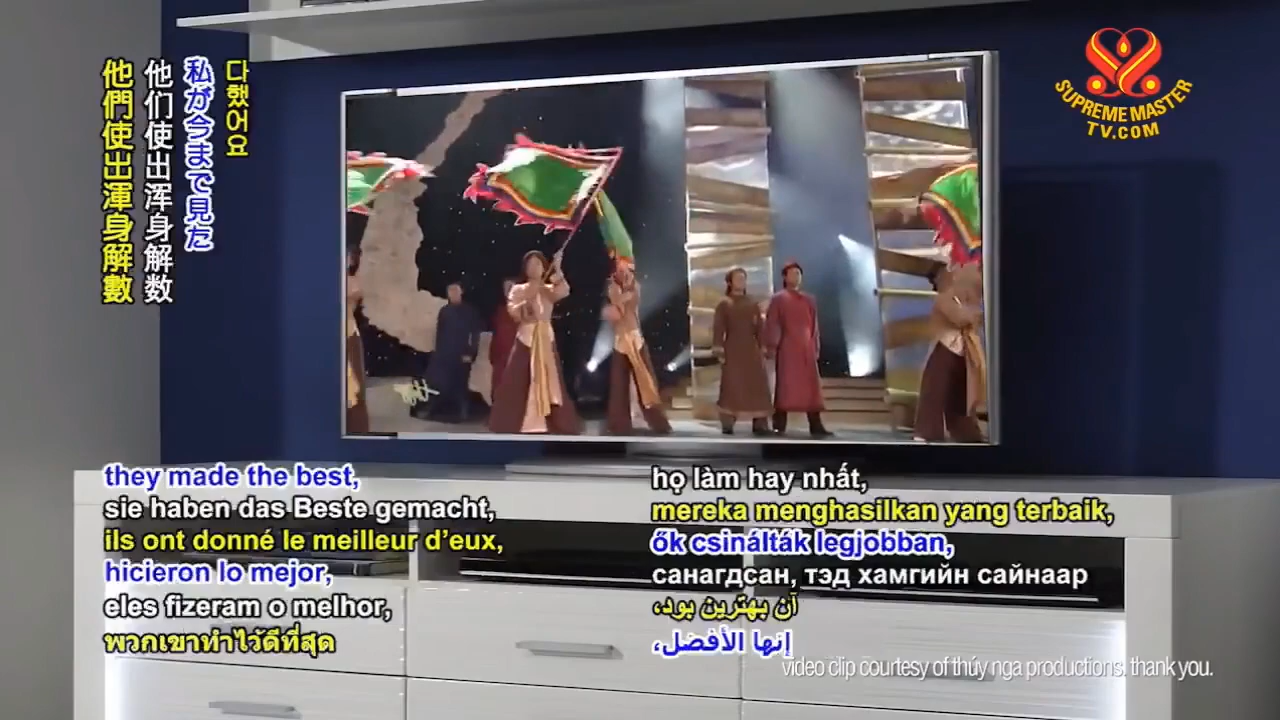 다했어요
私が今まで見た
他们使出浑身解数
他們使出渾身解數
SUPREME MASTER
TV.COM
they made the best,
sie haben das Beste gemacht,
ils ont donné le meilleur d’eux,
hicieron lo mejor,
eles fizeram o melhor,
พวกเขาทำไว้ดีที่สุด
họ làm hay nhất,
mereka menghasilkan yang terbaik,
ők csinálták legjobban,
санагдсан, тэд хамгийн сайнаар
آن بهترین بود،
إنها الأفضل،
video clip courtesy of thúy nga productions. thank you.